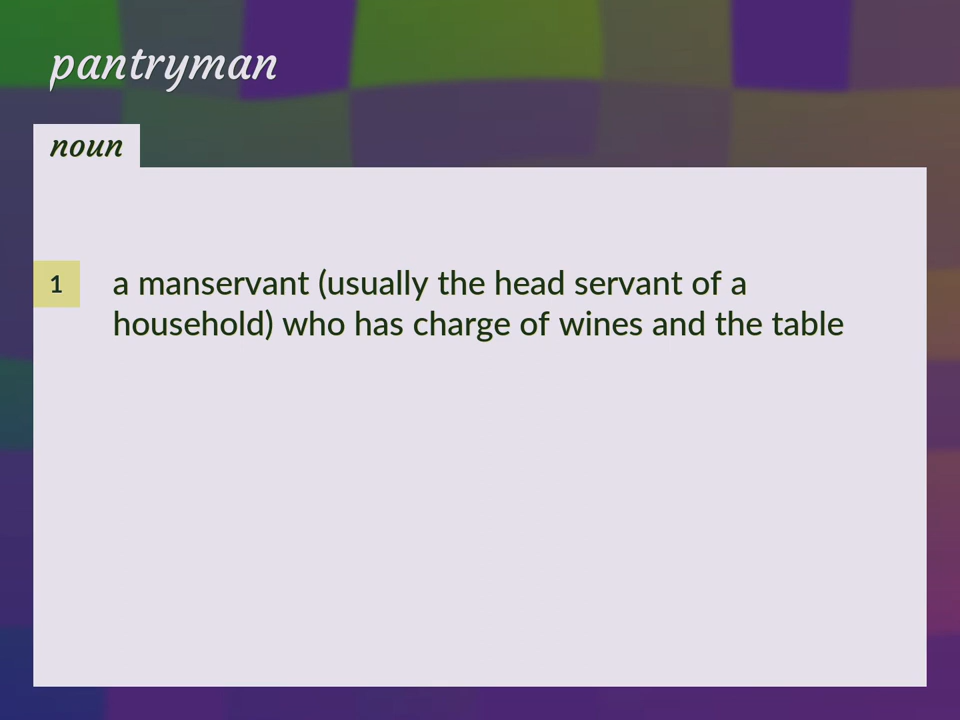 pantryman
noun
1
a manservant (usually the head servant of a
household) who has charge of wines and the table